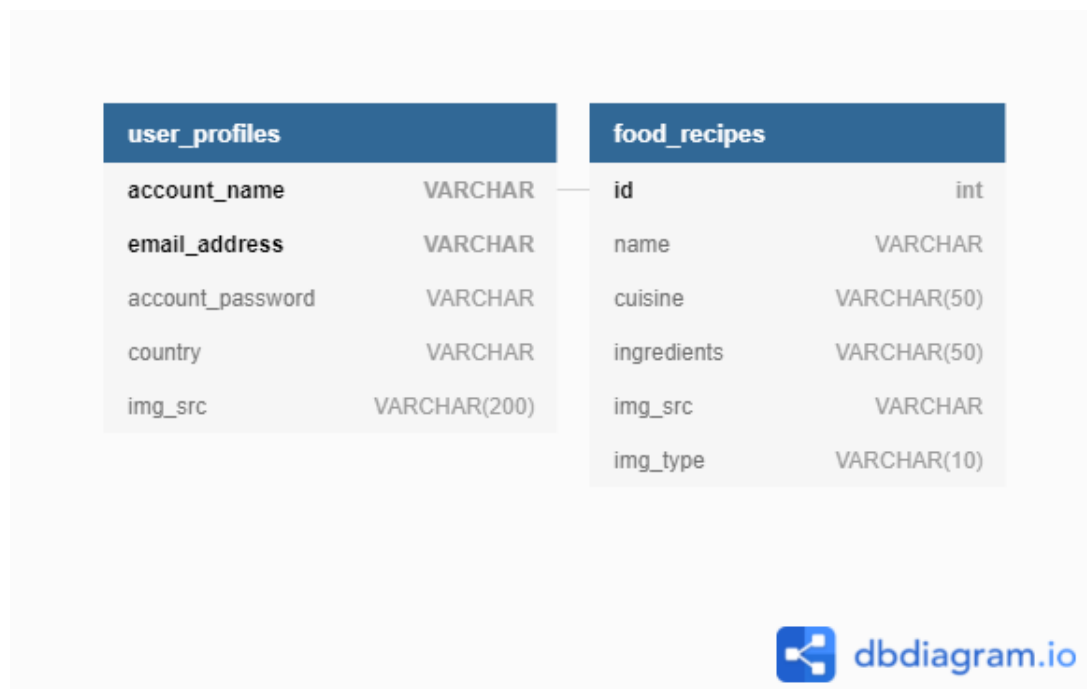 user_profiles
account_name VARCHAR
email_address VARCHAR
account_password VARCHAR
country VARCHAR
img_src VARCHAR(200)
food_recipes
id int
name VARCHAR
cuisine VARCHAR(50)
ingredients VARCHAR(50)
img_src VARCHAR
img_type VARCHAR(10)
dbdiagram.io